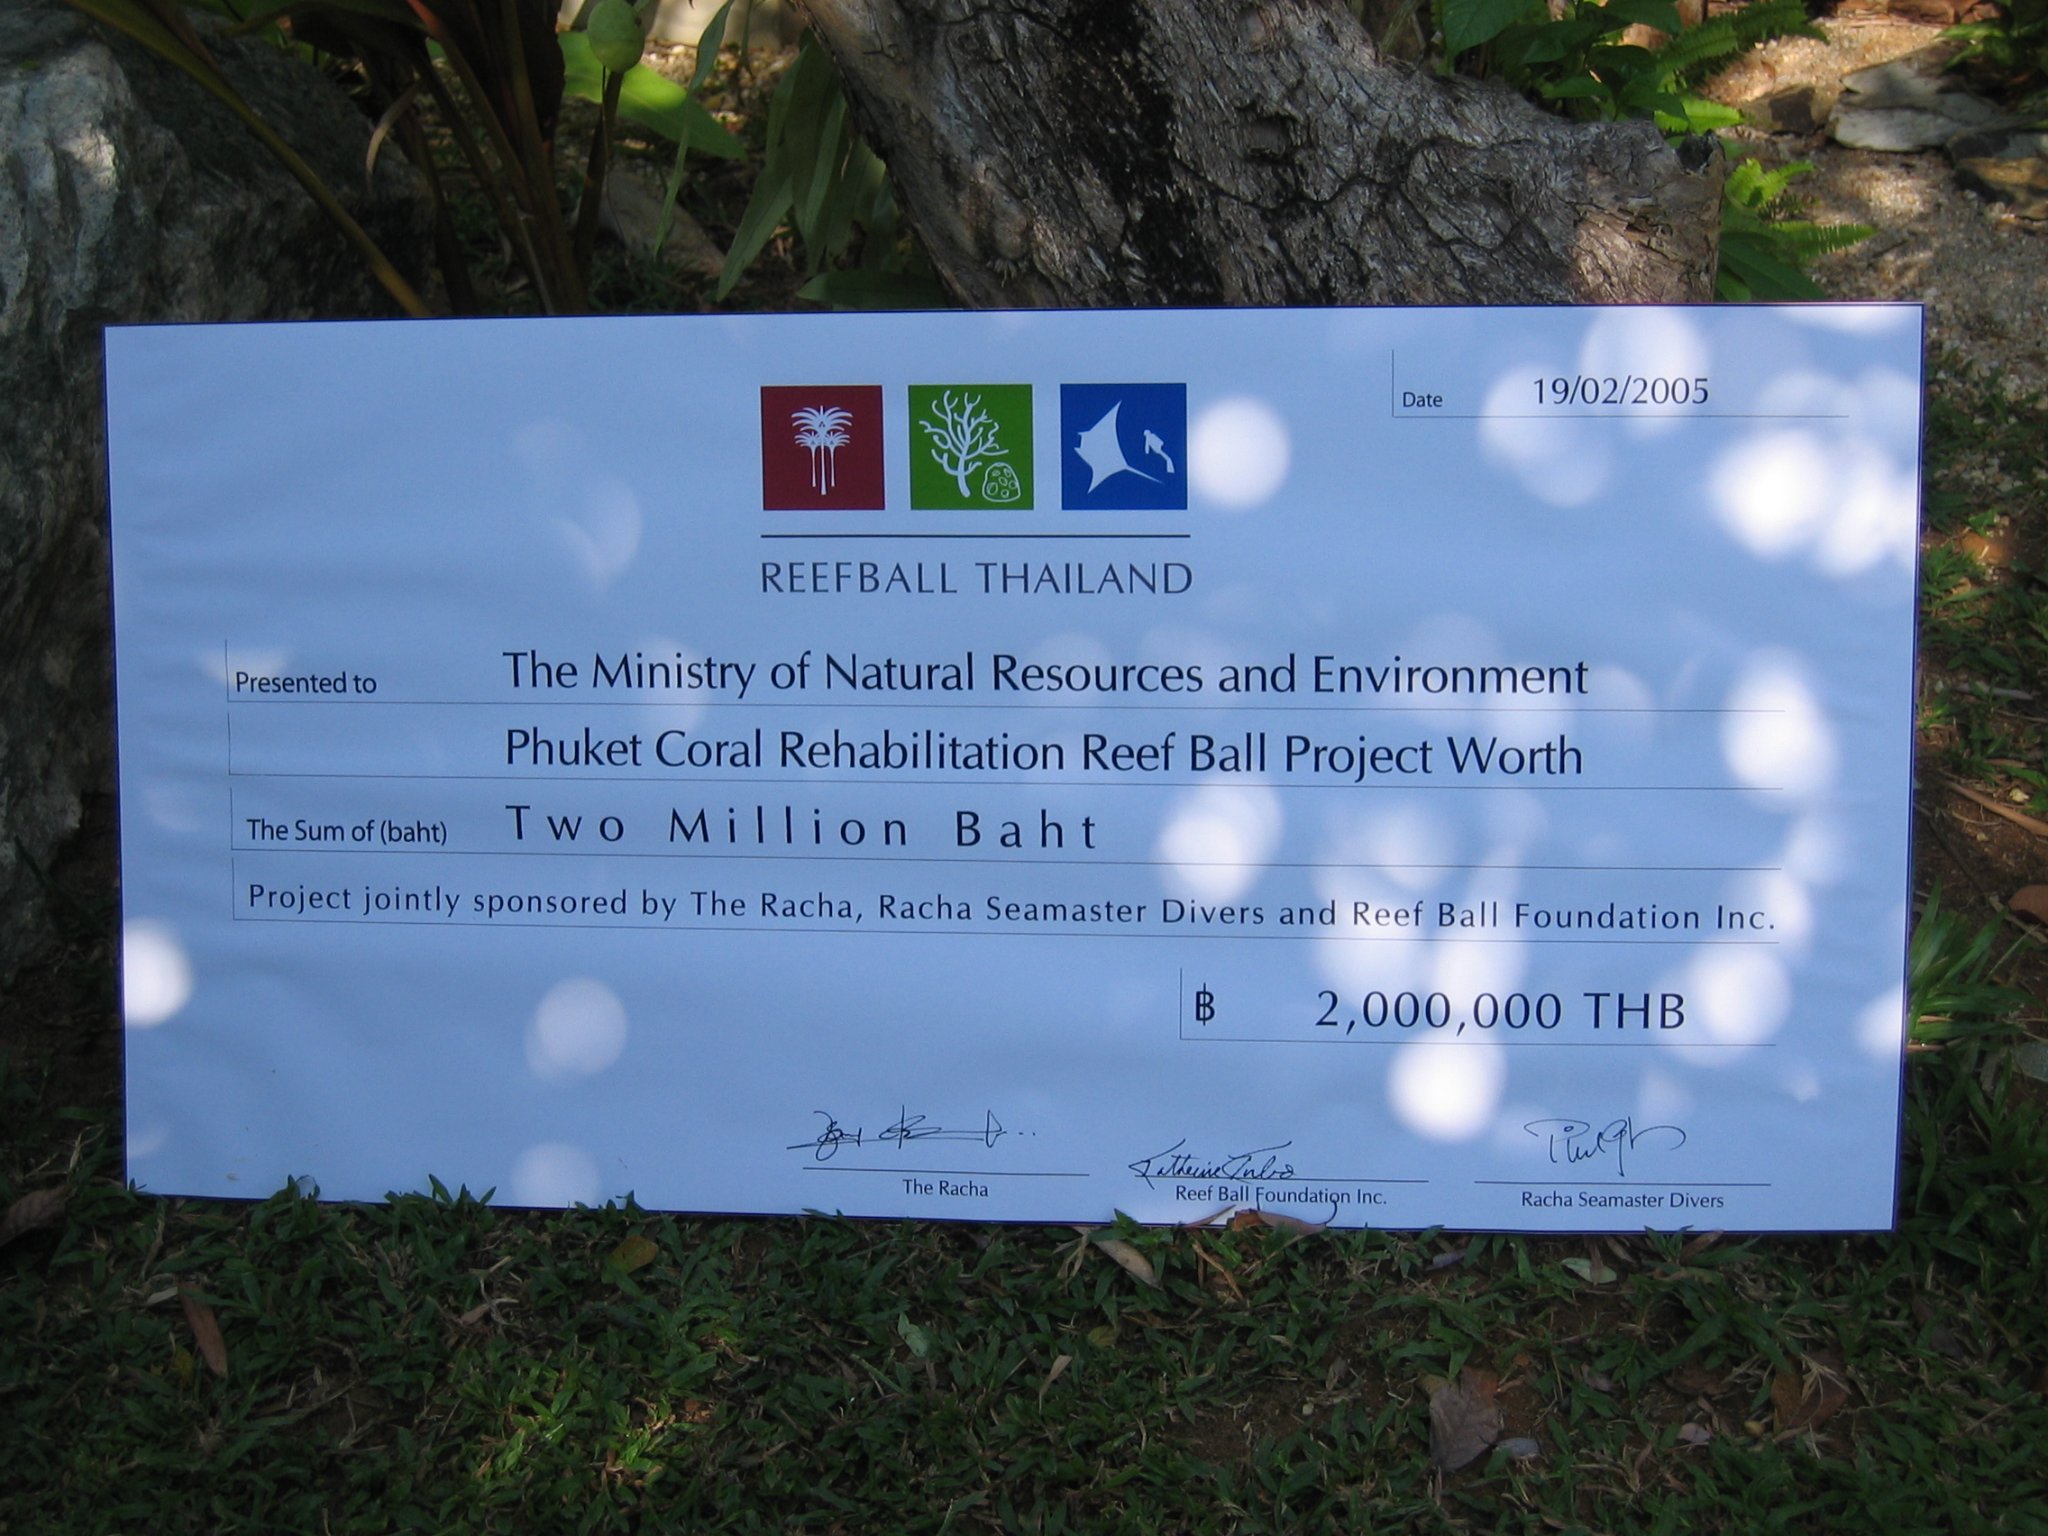 Date 19/02/2005
REEFBALL THAILAND
Presented to The Ministry of Natural Resources and Environment
Phuket Coral Rehabilitation Reef Ball Project Worth
The Sum of (baht) Two Million Baht
Project jointly sponsored by The Racha, Racha Seamaster Divers and Reef Ball Foundation Inc.
฿ 2,000,000 THB
Katherine
The Racha Reef Ball Foundation Inc. Racha Seamaster Divers